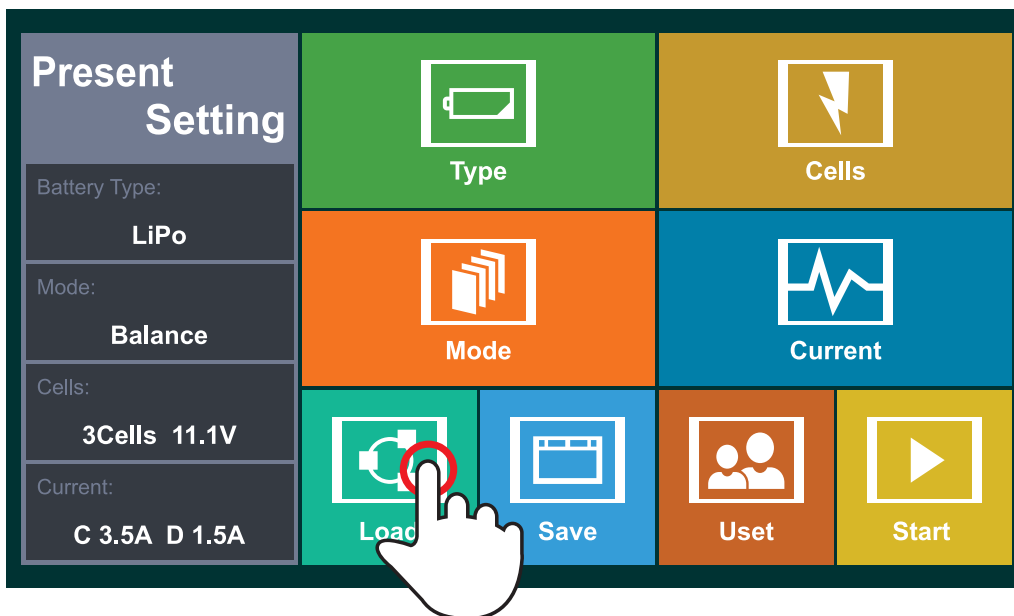 Present
Setting
Battery Type:
LiPo
Mode:
Balance
Cells:
3Cells 11.1V
Current:
C 3.5A D 1.5A
Type
Cells
Mode
Current
Load
Save
Uset
Start